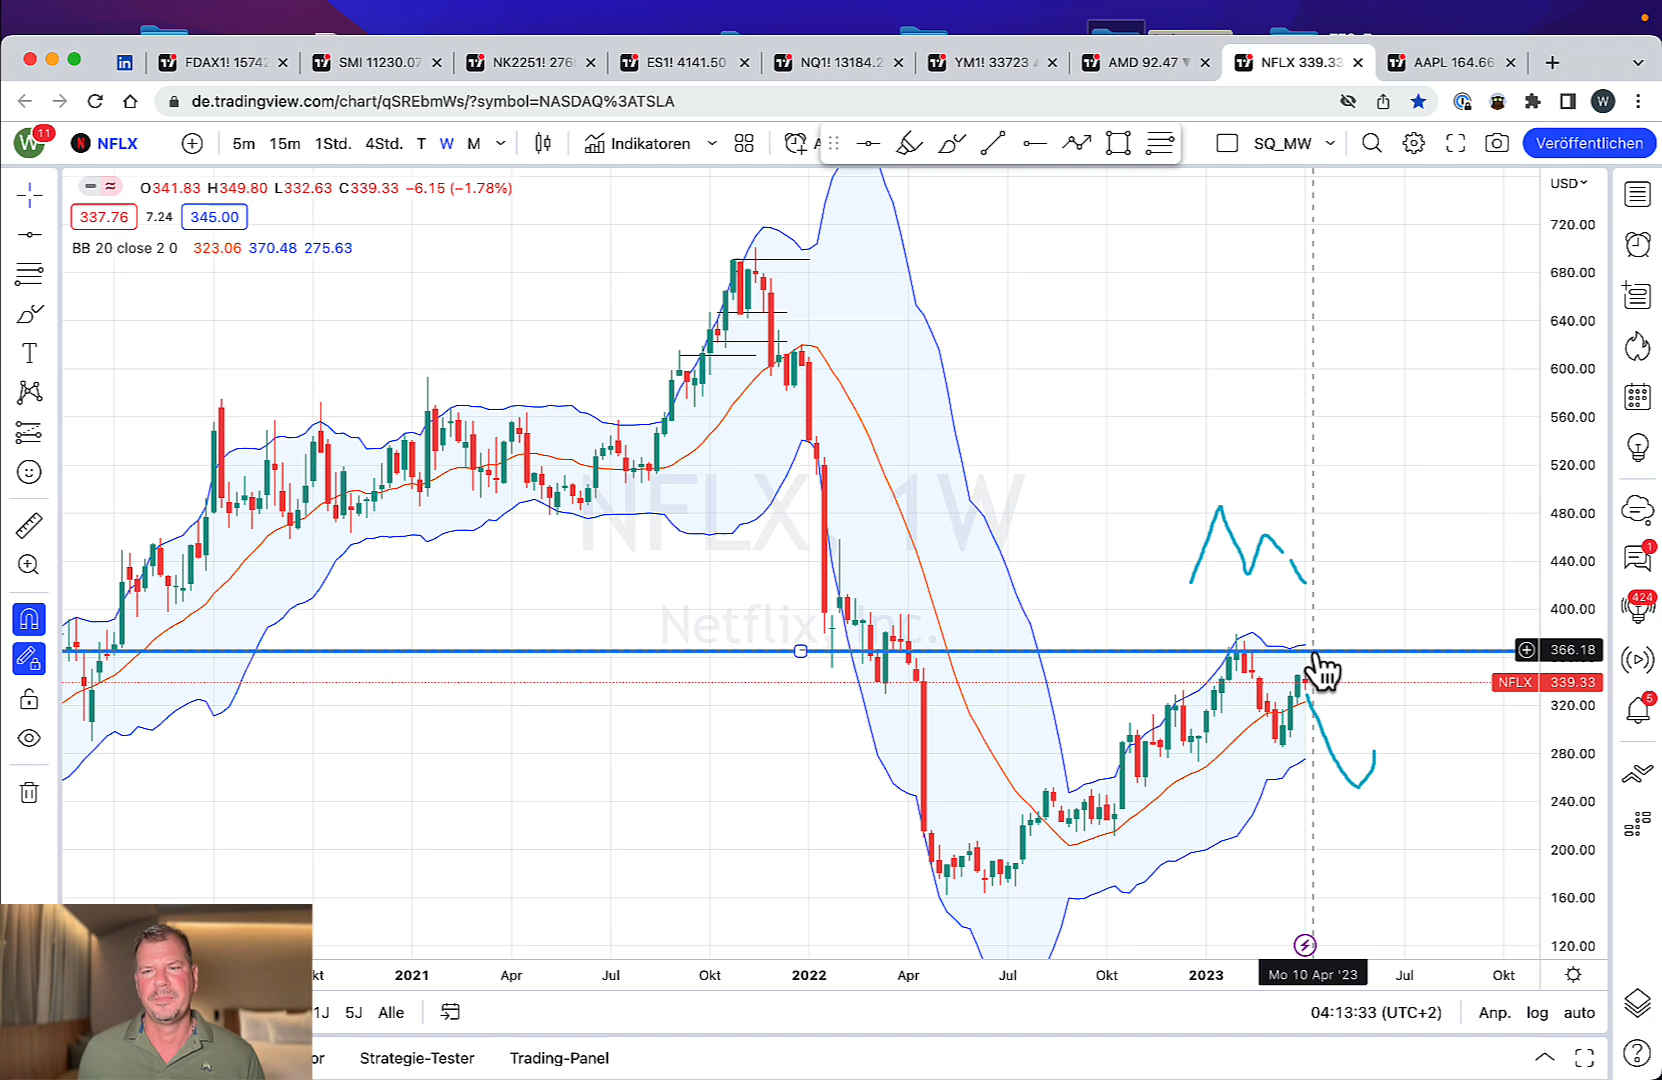 FDAX1! 15742
SMI 11230.07
NK2251! 276
ES1! 4141.50
NQ1! 13184.2
YM1! 33723
AMD 92.47 ▼
NFLX 339.33
AAPL 164.66
de.tradingview.com/chart/qSREbmWs/?symbol=NASDAQ%3ATSLA
W 11 NFLX 5m 15m 1Std. 4Std. T W M Indikatoren SQ_MW Veröffentlichen
O341.83 H349.80 L332.63 C339.33 −6.15 (−1.78%)
USD
337.76 7.24 345.00
BB 20 close 2 0 323.06 370.48 275.63
720.00
680.00
640.00
600.00
560.00
520.00
480.00
440.00
400.00
366.18
NFLX 339.33
320.00
280.00
240.00
200.00
160.00
120.00
NFLX, 1W
Netflix, Inc.
1
424
5
kt 2021 Apr Jul Okt 2022 Apr Jul Okt 2023 Mo 10 Apr '23 Jul Okt
1J 5J Alle 04:13:33 (UTC+2) Anp. log auto
or Strategie-Tester Trading-Panel